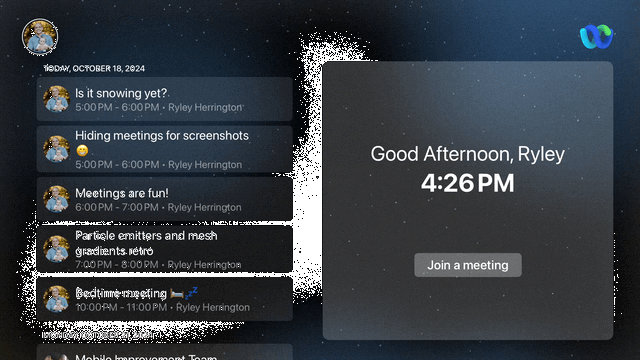 TODAY, OCTOBER 18, 2024
Is it snowing yet?
5:00 PM - 6:00 PM • Ryley Herrington
Hiding meetings for screenshots
🤭
5:00 PM - 6:00 PM • Ryley Herrington
Meetings are fun!
6:00 PM - 7:00 PM • Ryley Herrington
Particle emitters and mesh
gradients retro
7:00 PM - 8:00 PM • Ryley Herrington
Bedtime meeting 🛏️💤
10:00 PM - 11:00 PM • Ryley Herrington
Mobile Improvement Team
Good Afternoon, Ryley
4:26 PM
Join a meeting